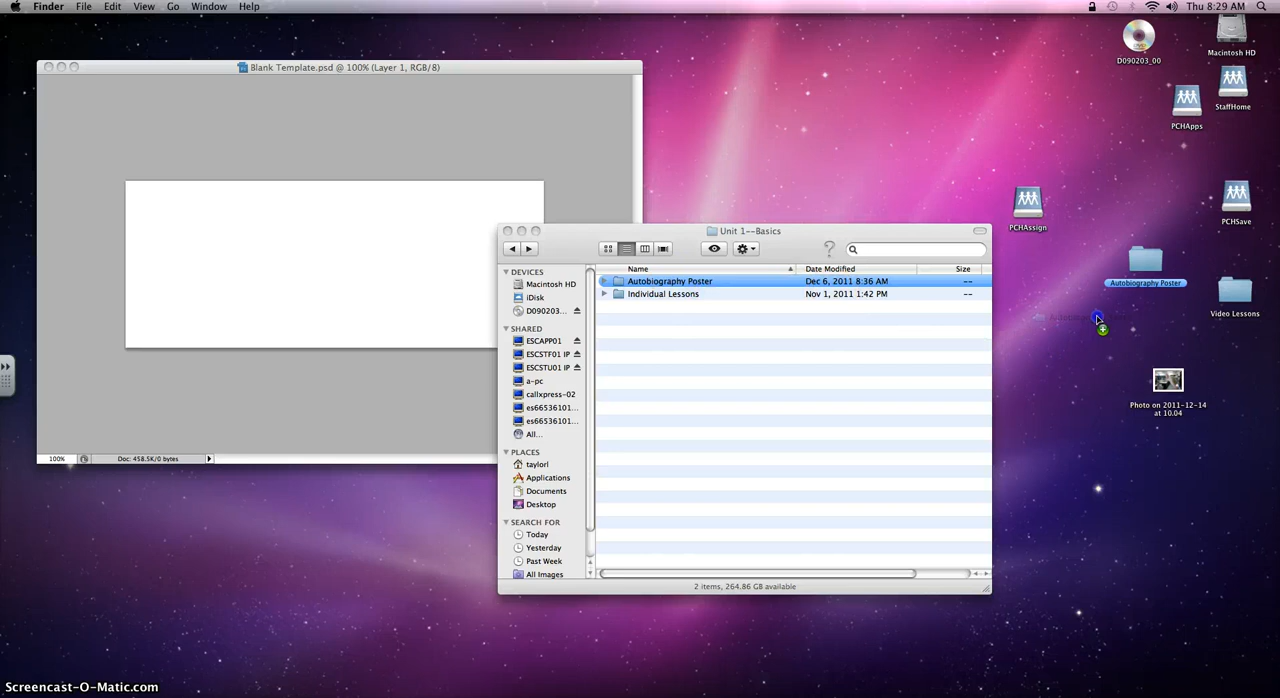 Finder File Edit View Go Window Help
Thu 8:29 AM
Blank Template.psd @ 100% (Layer 1, RGB/8)
D090203_00
Macintosh HD
PCHApps
StaffHome
PCHAssign
PCHSave
Autobiography Poster
Video Lessons
Photo on 2011-12-14
at 10.04
Unit 1--Basics
Name Date Modified Size
Autobiography Poster Dec 6, 2011 8:36 AM --
Individual Lessons Nov 1, 2011 1:42 PM --
DEVICES
Macintosh HD
iDisk
D090203...
SHARED
ESCAPP01
ESCSTF01 IP
ESCSTU01 IP
a-pc
callxpress-02
es66536101...
es66536101...
All...
PLACES
taylorl
Applications
Documents
Desktop
SEARCH FOR
Today
Yesterday
Past Week
All Images
2 items, 264.86 GB available
100% Doc: 458.5K/0 bytes
Screencast-O-Matic.com